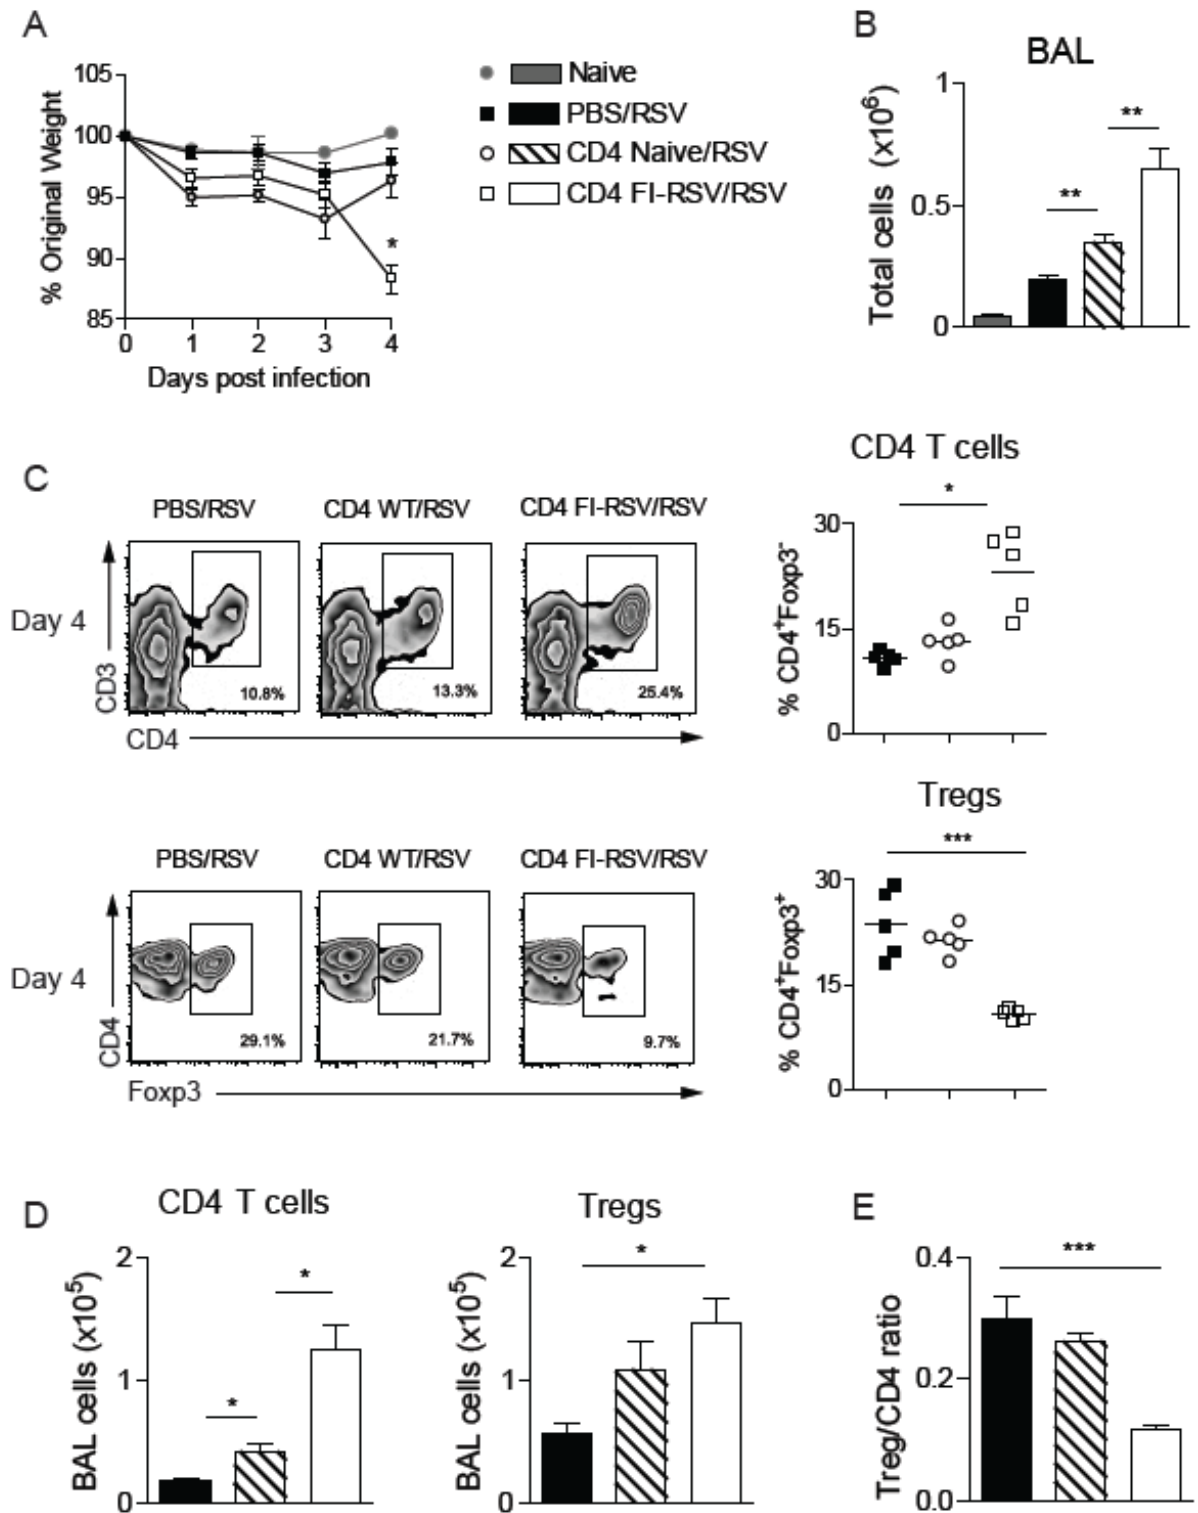 A
105
100
95
90
85
% Original Weight
*
0 1 2 3 4
Days post infection
Naive
PBS/RSV
CD4 Naive/RSV
CD4 FI-RSV/RSV
B
BAL
Total cells (x10⁶)
1
0.5
0
**
**
C
PBS/RSV CD4 WT/RSV CD4 FI-RSV/RSV
Day 4
CD3
10.8% 13.3% 25.4%
CD4
CD4 T cells
*
% CD4⁺Foxp3⁻
30
15
0
PBS/RSV CD4 WT/RSV CD4 FI-RSV/RSV
Day 4
CD4
29.1% 21.7% 9.7%
Foxp3
Tregs
***
% CD4⁺Foxp3⁺
30
15
0
D
CD4 T cells
BAL cells (x10⁵)
2
1
0
*
*
Tregs
BAL cells (x10⁵)
2
1
0
*
E
Treg/CD4 ratio
0.4
0.2
0.0
***